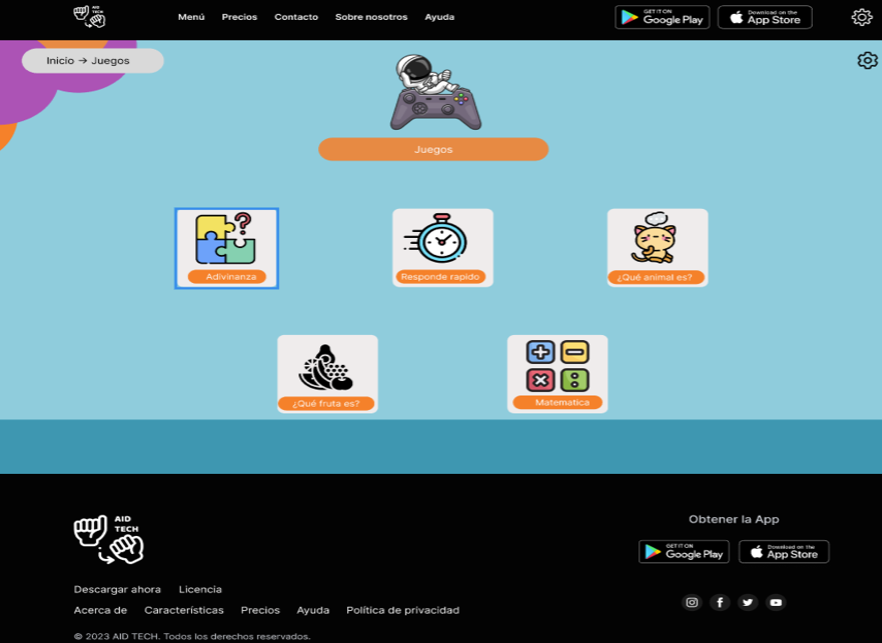 AID
TECH
Menú Precios Contacto Sobre nosotros Ayuda
GET IT ON
Google Play
Download on the
App Store
Inicio → Juegos
Juegos
?
Adivinanza
Responde rapido
¿Qué animal es?
¿Qué fruta es?
Matematica
AID
TECH
Obtener la App
GET IT ON
Google Play
Download on the
App Store
Descargar ahora Licencia
Acerca de Características Precios Ayuda Política de privacidad
© 2023 AID TECH. Todos los derechos reservados.